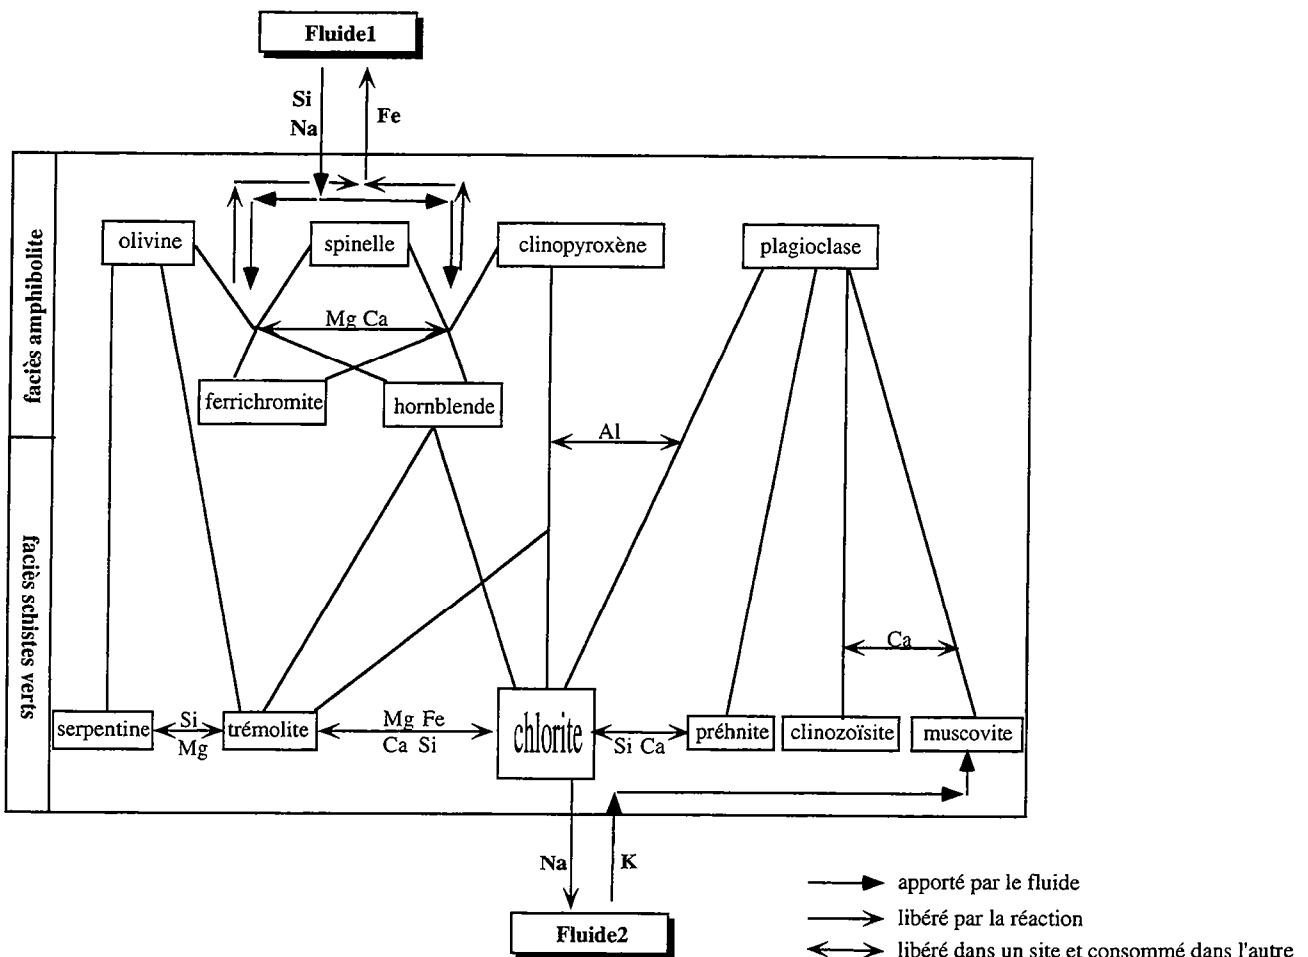 Fluide1
Si
Na
Fe
faciès amphibolite
olivine
spinelle
clinopyroxène
plagioclase
Mg Ca
ferrichromite
hornblende
Al
faciès schistes verts
Ca
serpentine
Si
Mg
trémolite
Mg Fe
Ca Si
chlorite
Si Ca
préhnite
clinozoïsite
muscovite
Na
K
Fluide2
apporté par le fluide
libéré par la réaction
libéré dans un site et consommé dans l'autre